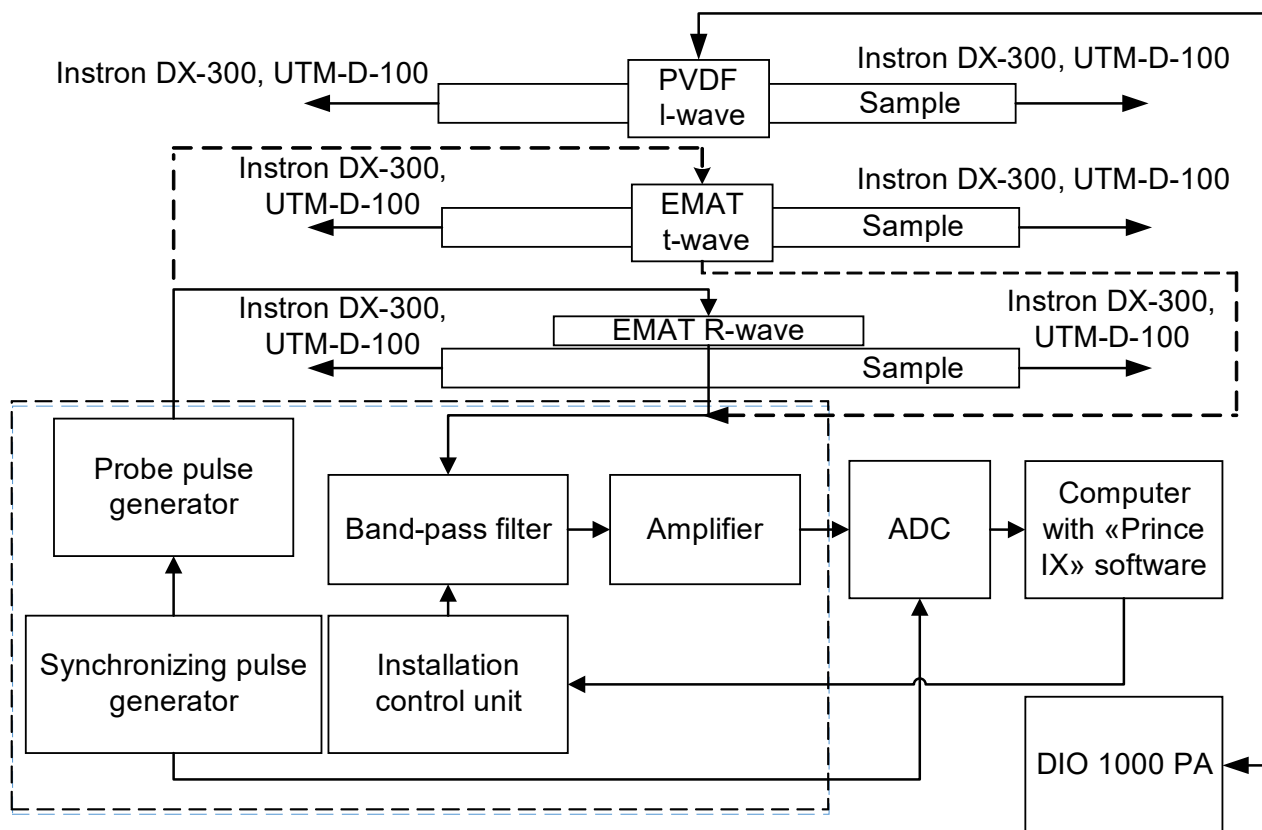 Instron DX-300, UTM-D-100
PVDF
l-wave
Instron DX-300, UTM-D-100
Sample
Instron DX-300,
UTM-D-100
EMAT
t-wave
Instron DX-300, UTM-D-100
Sample
Instron DX-300,
UTM-D-100
EMAT R-wave
Instron DX-300,
UTM-D-100
Sample
Probe pulse
generator
Band-pass filter
Amplifier
ADC
Computer
with «Prince
IX» software
Synchronizing pulse
generator
Installation
control unit
DIO 1000 PA